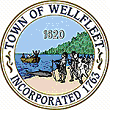 TOWN OF WELLFLEET
1620
INCORPORATED 1763